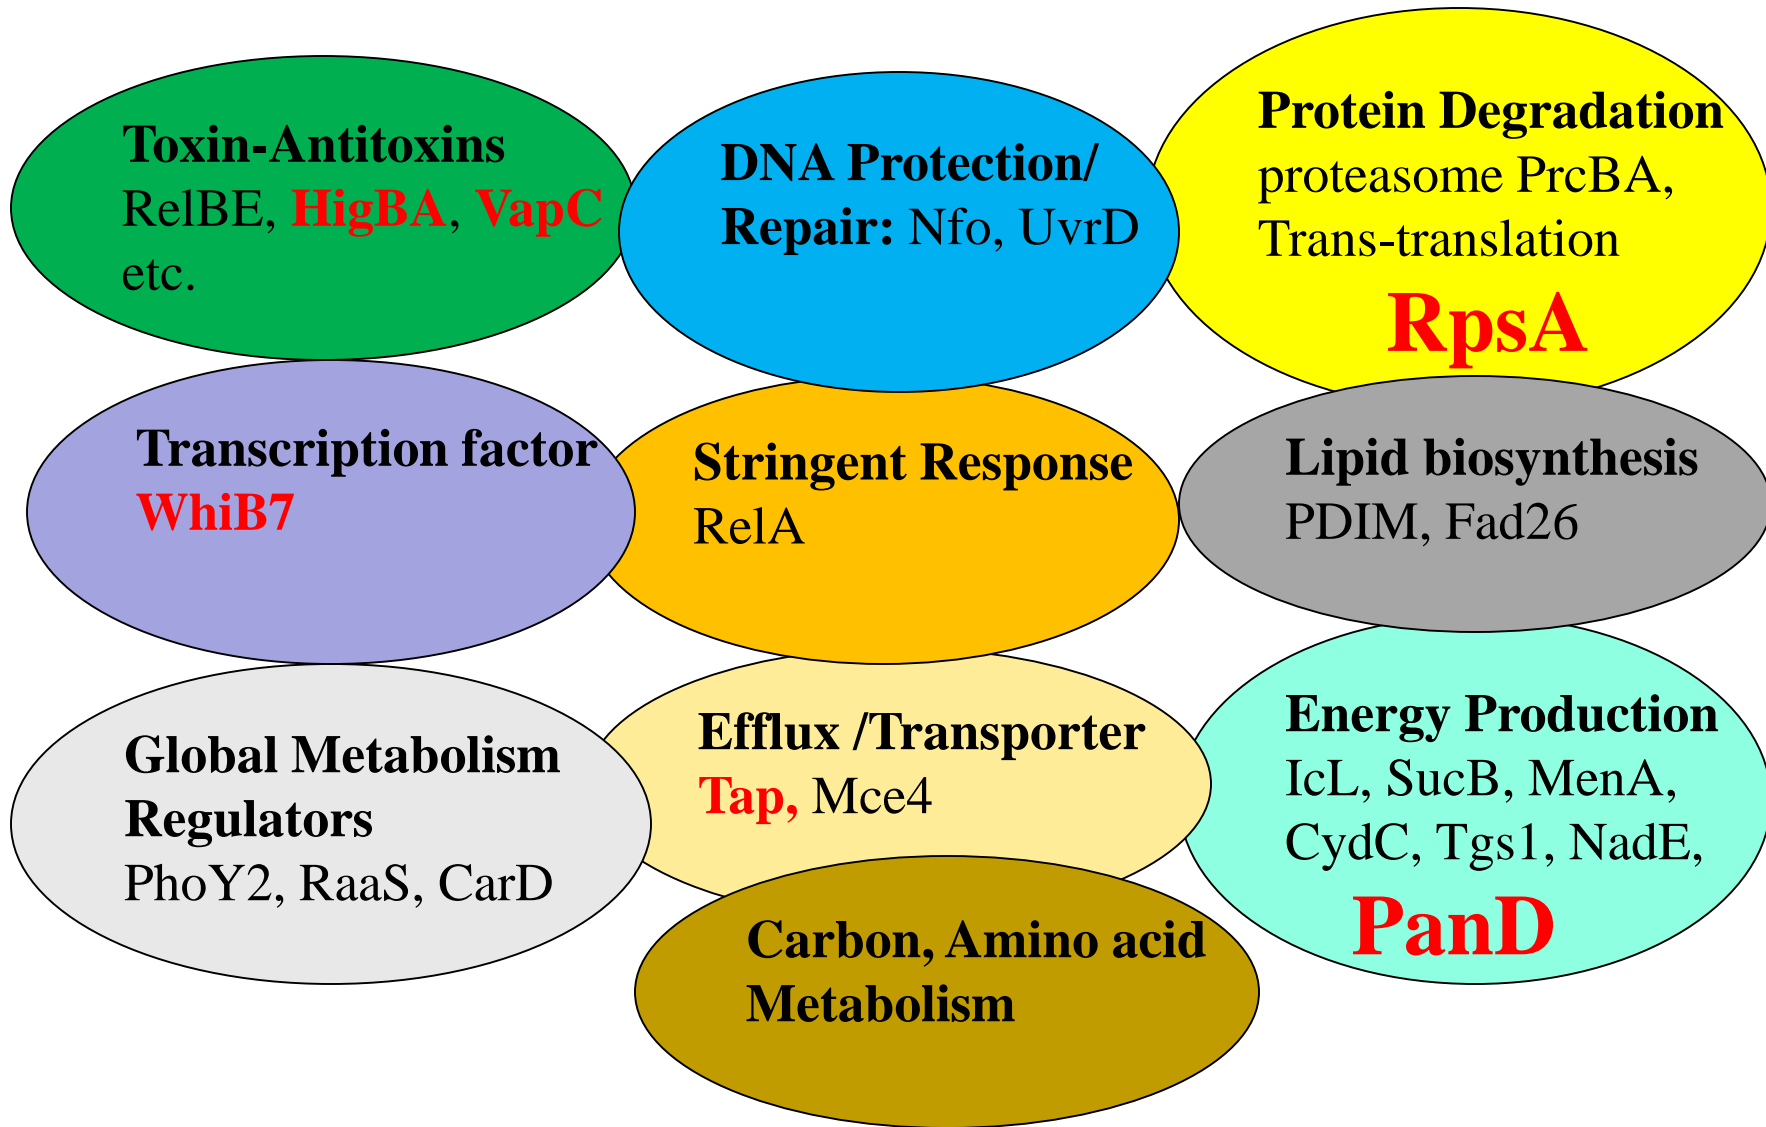 Toxin-Antitoxins
RelBE, HigBA, VapC
etc.
DNA Protection/
Repair: Nfo, UvrD
Protein Degradation
proteasome PrcBA,
Trans-translation
RpsA
Transcription factor
WhiB7
Stringent Response
RelA
Lipid biosynthesis
PDIM, Fad26
Global Metabolism
Regulators
PhoY2, RaaS, CarD
Efflux /Transporter
Tap, Mce4
Energy Production
IcL, SucB, MenA,
CydC, Tgs1, NadE,
PanD
Carbon, Amino acid
Metabolism